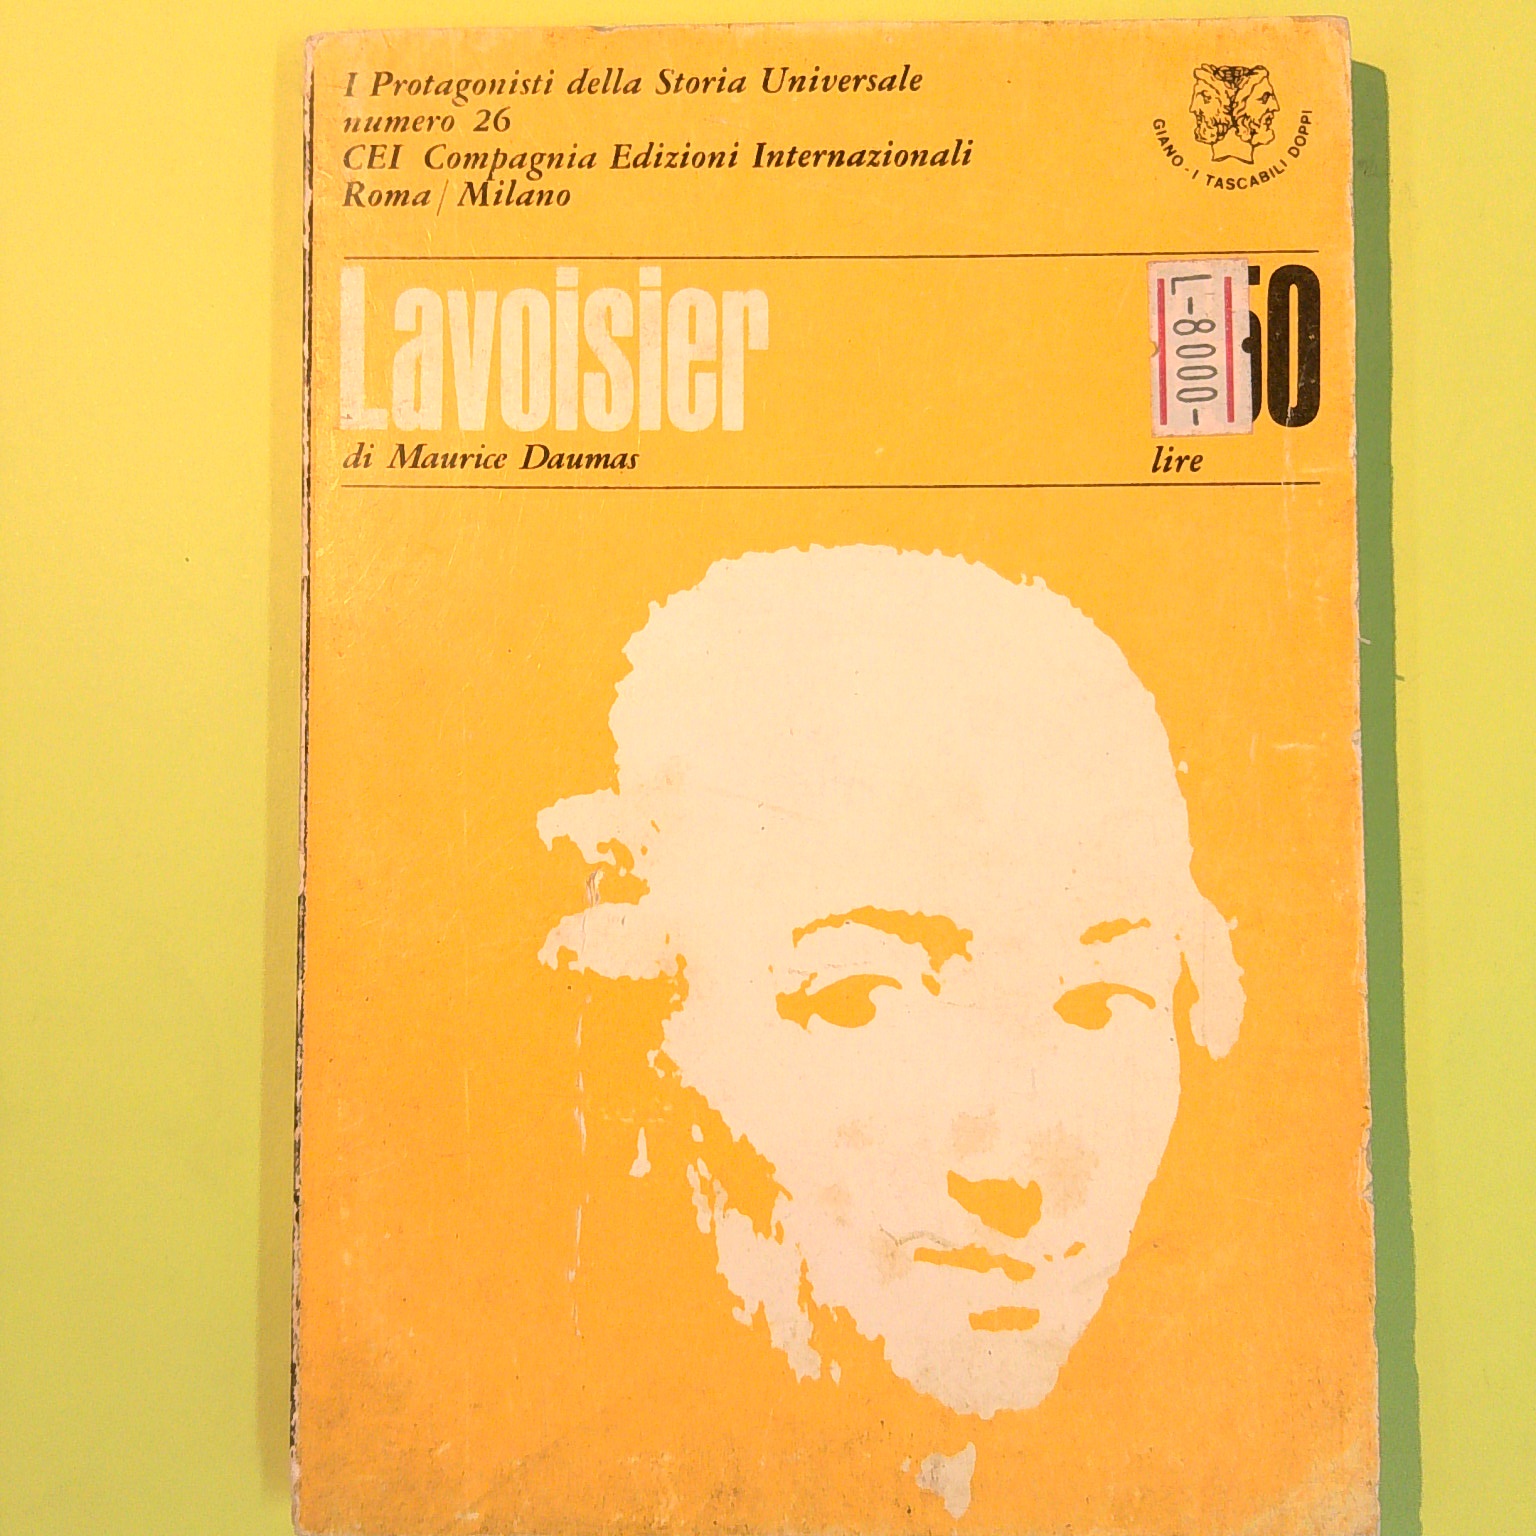 I Protagonisti della Storia Universale
numero 26
CEI Compagnia Edizioni Internazionali
Roma / Milano
GIANO - I TASCABILI DOPPI
Lavoisier
L-8000-
50
di Maurice Daumas
lire